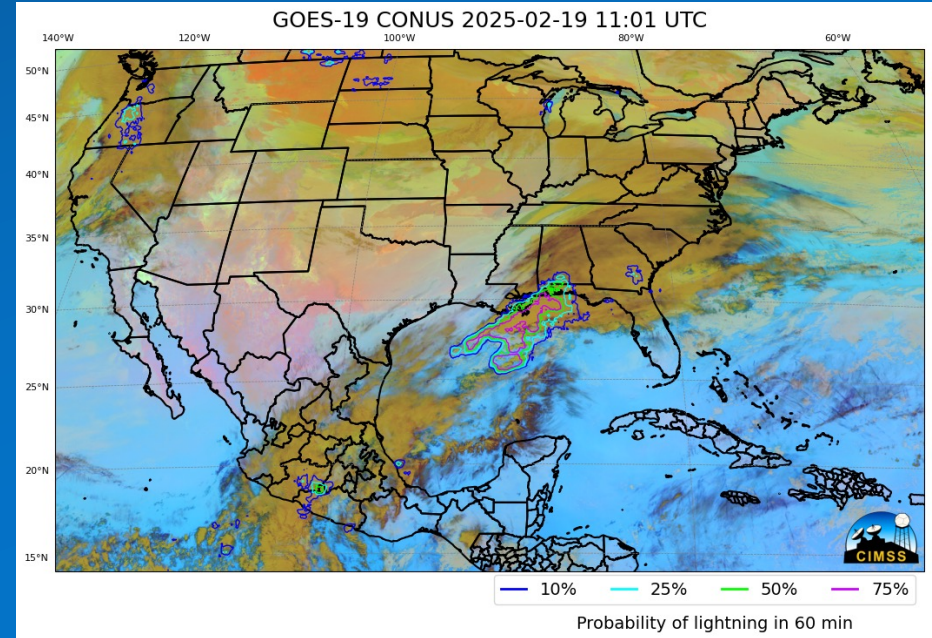 GOES-19 CONUS 2025-02-19 11:01 UTC
140°W 120°W 100°W 80°W 60°W
50°N
45°N
40°N
35°N
30°N
25°N
20°N
15°N
CIMSS
10% 25% 50% 75%
Probability of lightning in 60 min